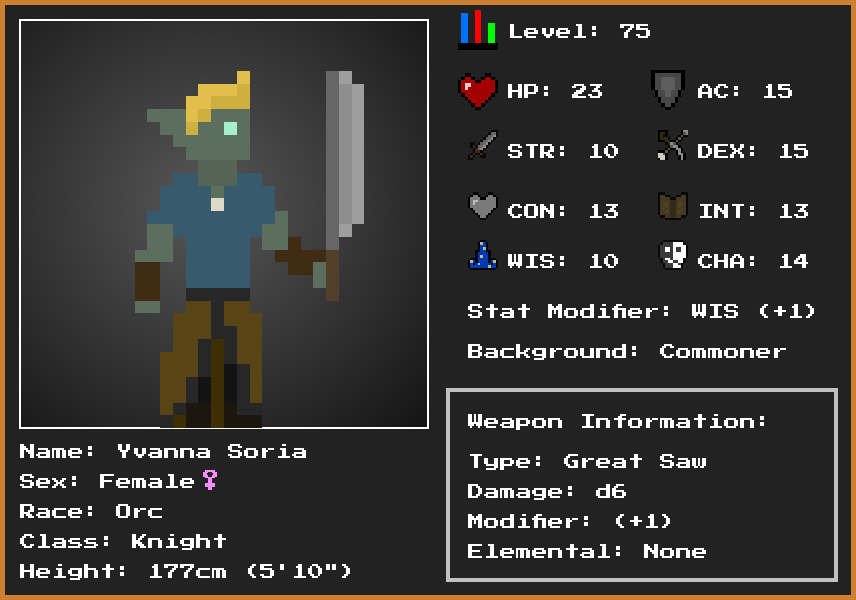 Level: 75
HP: 23
AC: 15
STR: 10
DEX: 15
CON: 13
INT: 13
WIS: 10
CHA: 14
Stat Modifier: WIS (+1)
Background: Commoner
Weapon Information:
Type: Great Saw
Damage: d6
Modifier: (+1)
Elemental: None
Name: Yvanna Soria
Sex: Female♀
Race: Orc
Class: Knight
Height: 177cm (5'10")